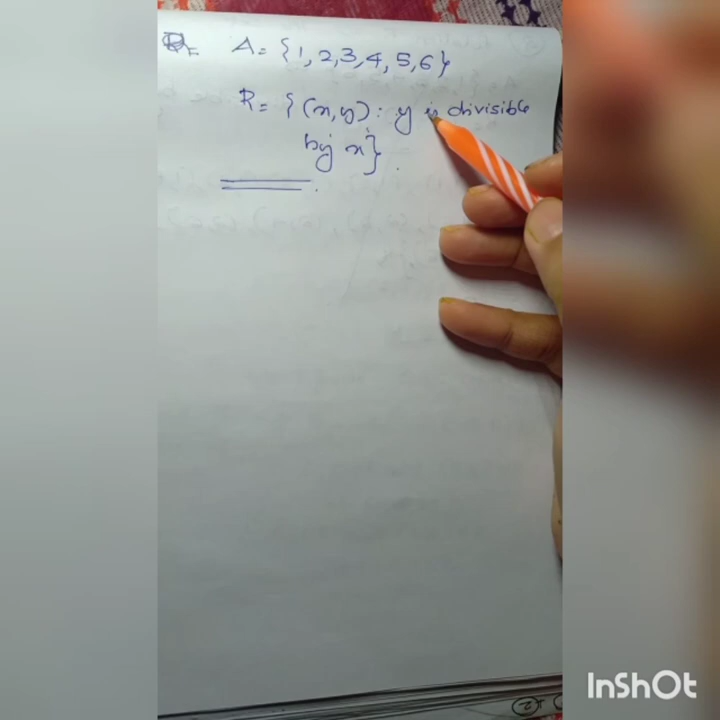 Q= A= {1, 2, 3, 4, 5, 6}
R= {(x, y) : y is divisible
by x}.
InShOt